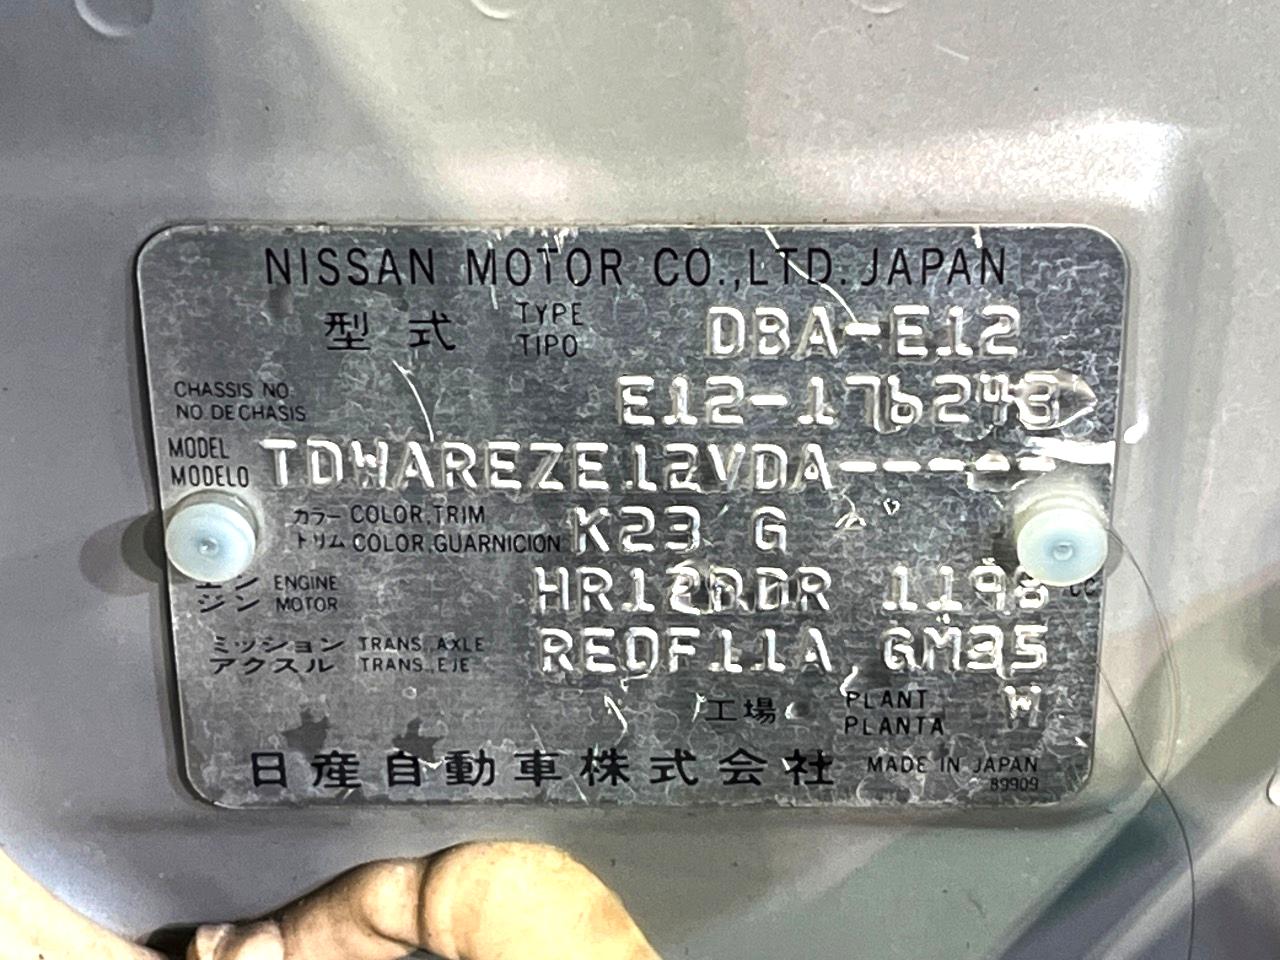 NISSAN MOTOR CO.,LTD. JAPAN
型式 TYPE TIPO DBA-E12
CHASSIS NO. NO. DE CHASIS E12-176243
MODEL MODELO TDWAREZE12VDA-----
カラー COLOR,TRIM K23 G
トリム COLOR,GUARNICION
エン ENGINE HR12DDR 1198 CC
ジン MOTOR
ミッション TRANS., AXLE RE0F11A, GM35
アクスル TRANS., EJE
工場 PLANT W
PLANTA
日産自動車株式会社 MADE IN JAPAN
89909